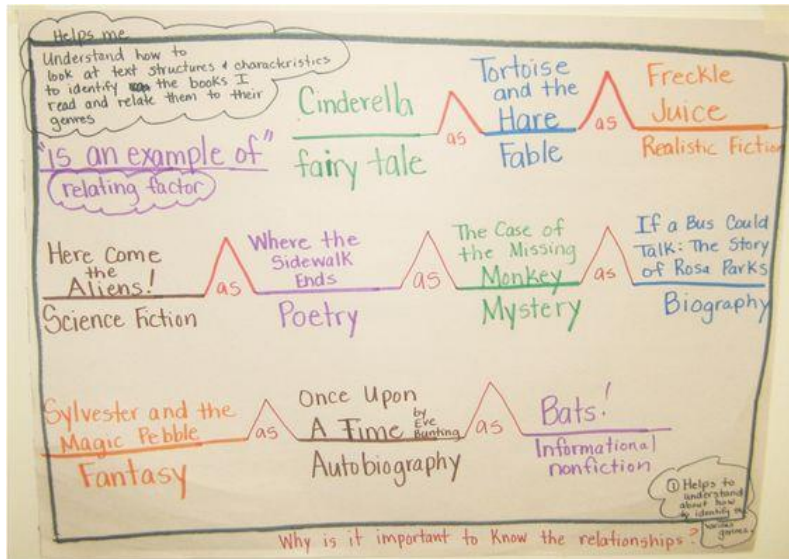 Helps me
Understand how to
look at text structures & characteristics
to identify the books I
read and relate them to their
genres
"is an example of"
relating factor
Cinderella
fairy tale
as
Tortoise
and the
Hare
Fable
as
Freckle
Juice
Realistic Fiction
Here Come
the
Aliens!
Science Fiction
as
Where the
Sidewalk
Ends
Poetry
as
The Case of
the Missing
Monkey
Mystery
as
If a Bus Could
Talk: The Story
of Rosa Parks
Biography
Sylvester and the
Magic Pebble
Fantasy
as
Once Upon
A Time by Eve Bunting
Autobiography
as
Bats!
Informational
nonfiction
① Helps to
understand
about how
to identify
various
genres.
Why is it important to know the relationships?